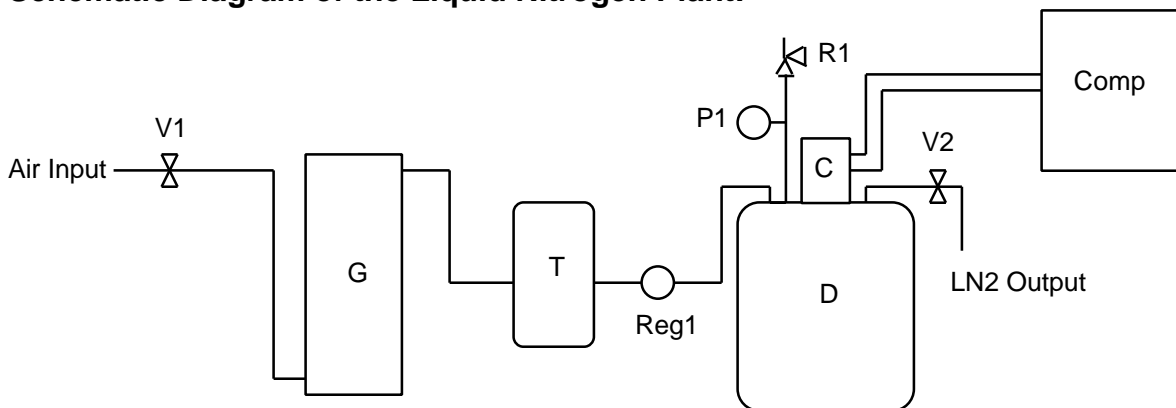 Schematic Diagram of the Liquid Nitrogen Plant.
R1
Comp
P1
V1
V2
Air Input
C
G
T
D
LN2 Output
Reg1